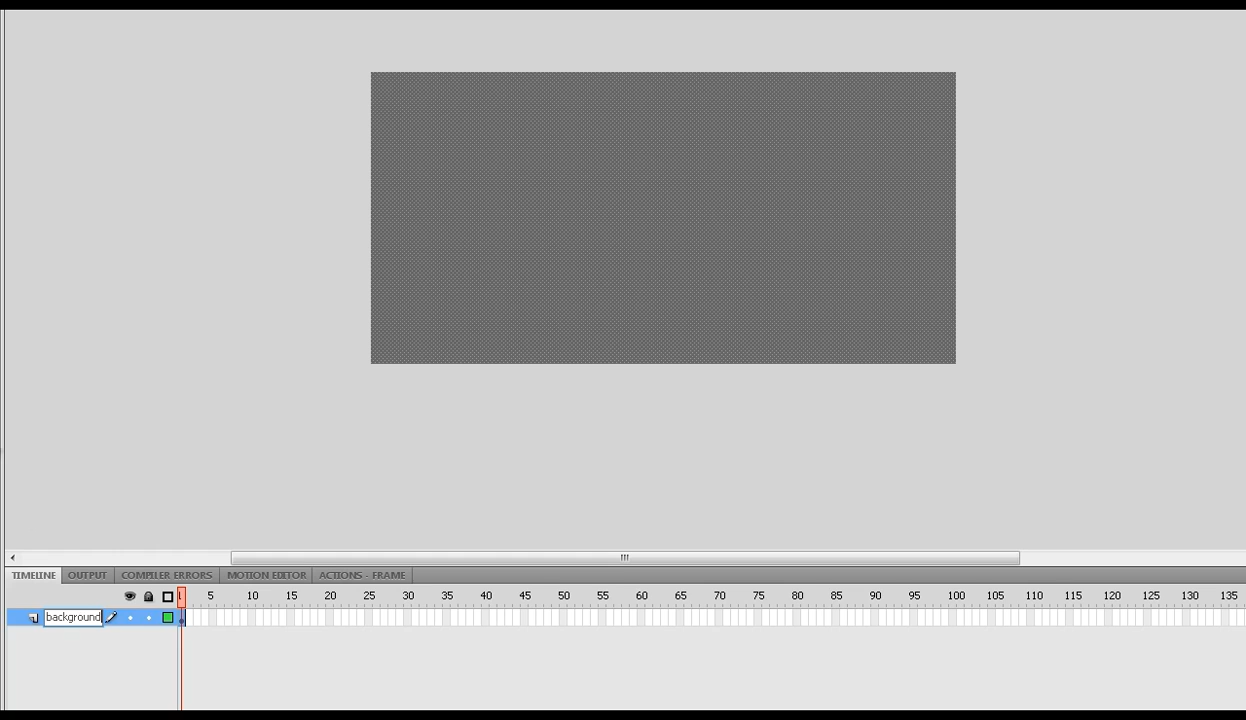 TIMELINE OUTPUT COMPILER ERRORS MOTION EDITOR ACTIONS - FRAME
1 5 10 15 20 25 30 35 40 45 50 55 60 65 70 75 80 85 90 95 100 105 110 115 120 125 130 135
background